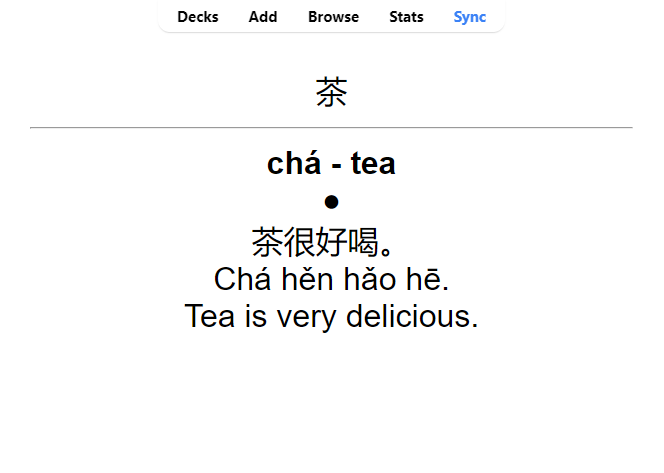 Decks Add Browse Stats Sync
茶
chá - tea
●
茶很好喝。
Chá hěn hǎo hē.
Tea is very delicious.